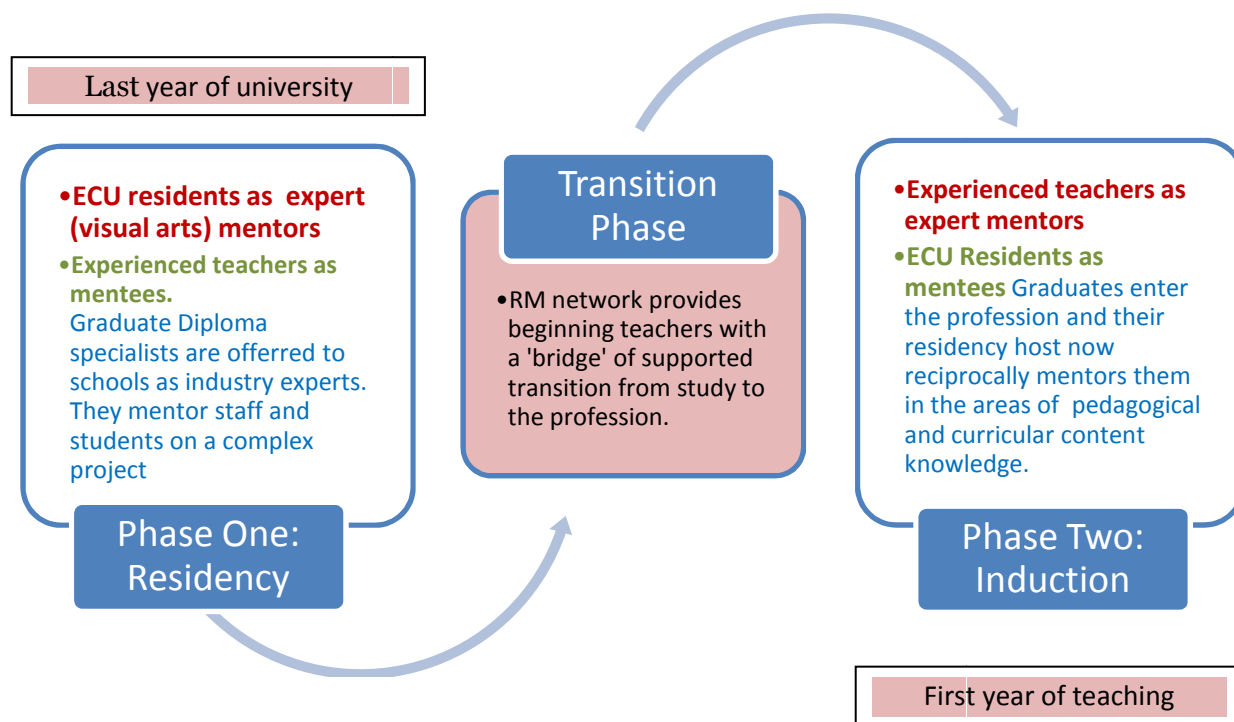 Last year of university
•ECU residents as expert
(visual arts) mentors
•Experienced teachers as
mentees.
Graduate Diploma
specialists are offerred to
schools as industry experts.
They mentor staff and
students on a complex
project
Phase One:
Residency
Transition
Phase
•RM network provides
beginning teachers with
a 'bridge' of supported
transition from study to
the profession.
•Experienced teachers as
expert mentors
•ECU Residents as
mentees Graduates enter
the profession and their
residency host now
reciprocally mentors them
in the areas of pedagogical
and curricular content
knowledge.
Phase Two:
Induction
First year of teaching